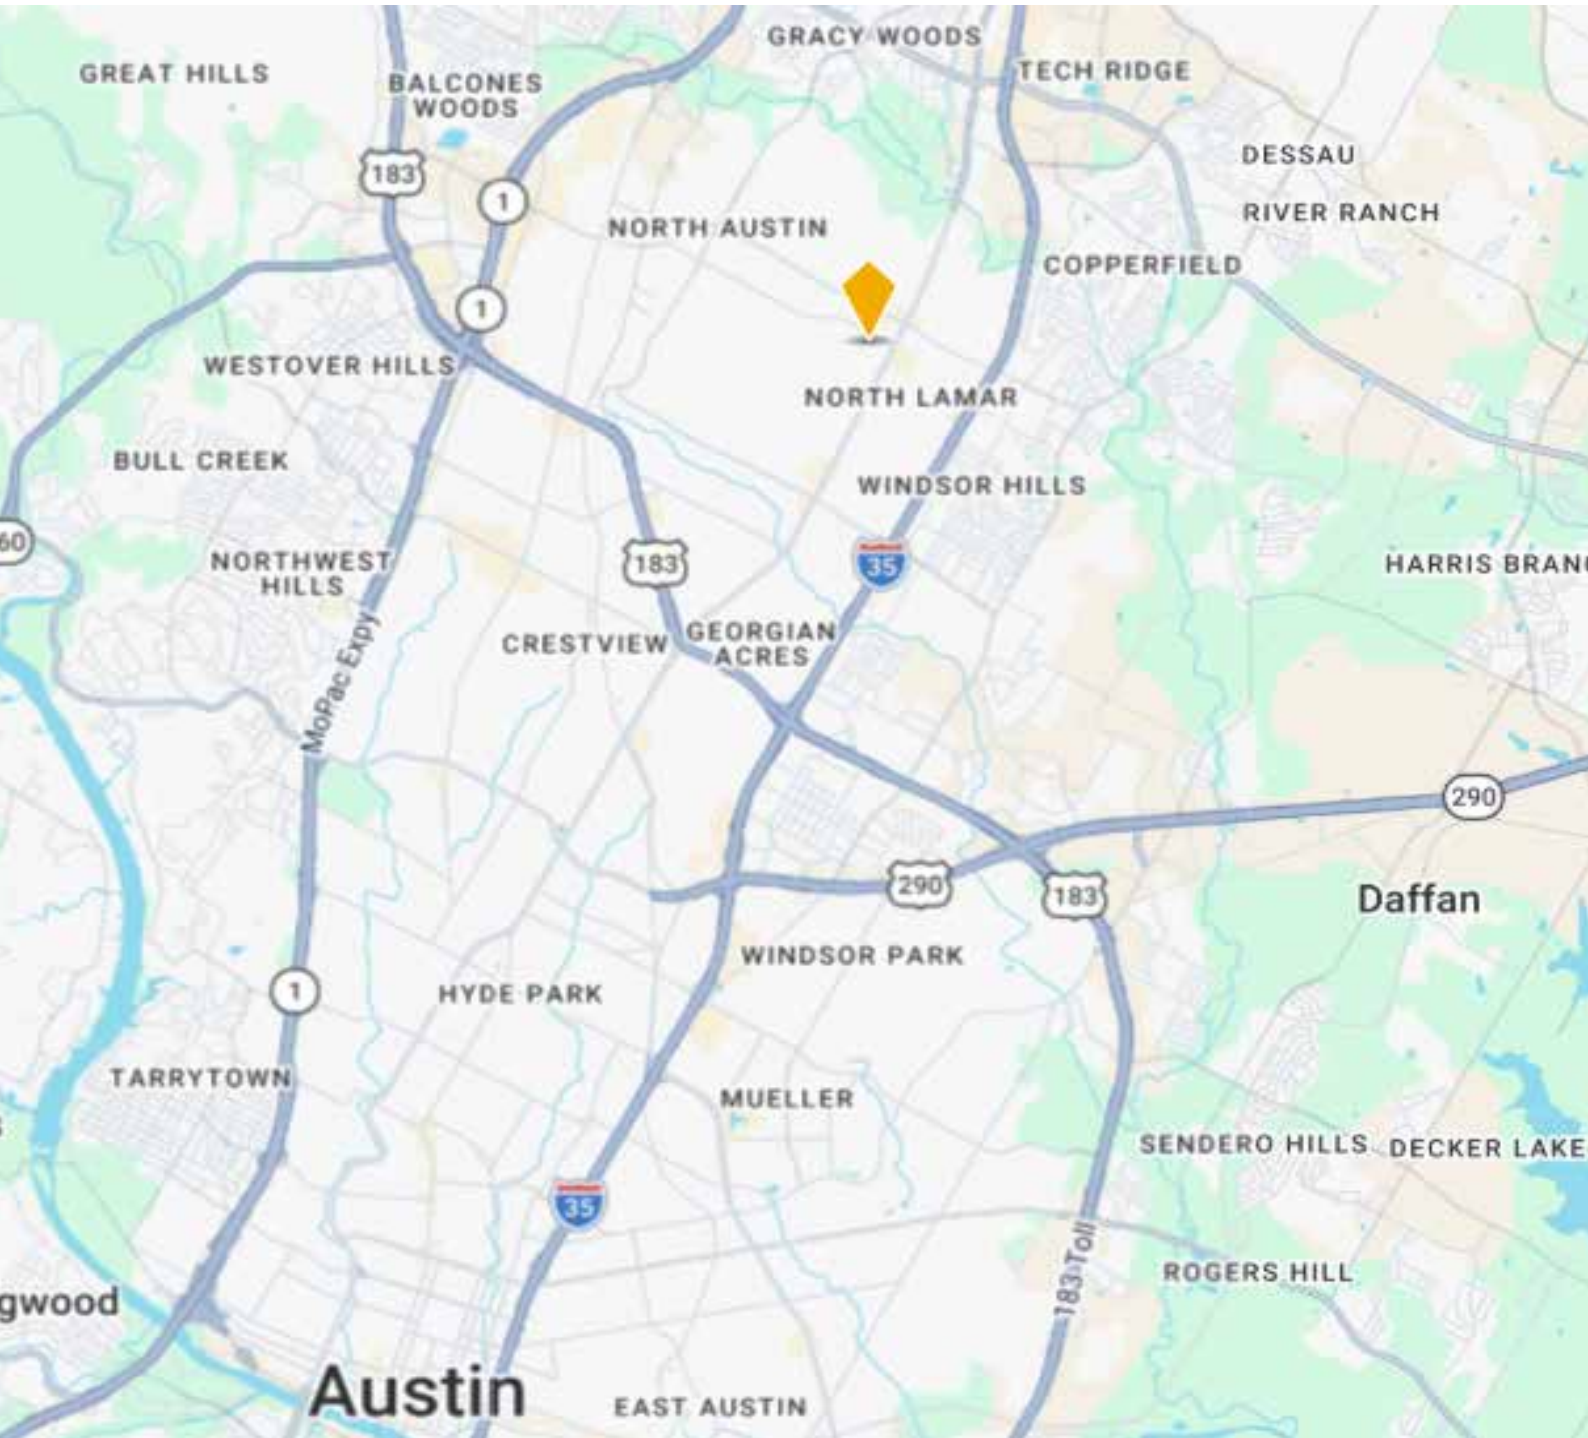 GRACY WOODS
GREAT HILLS
TECH RIDGE
BALCONES
WOODS
DESSAU
183
1
RIVER RANCH
NORTH AUSTIN
COPPERFIELD
1
WESTOVER HILLS
NORTH LAMAR
BULL CREEK
WINDSOR HILLS
60
NORTHWEST
HILLS
183
35
HARRIS BRANC
CRESTVIEW
GEORGIAN
ACRES
MoPac Expy
290
290
183
Daffan
WINDSOR PARK
1
HYDE PARK
TARRYTOWN
MUELLER
SENDERO HILLS
DECKER LAKE
35
183 Toll
ROGERS HILL
gwood
Austin
EAST AUSTIN